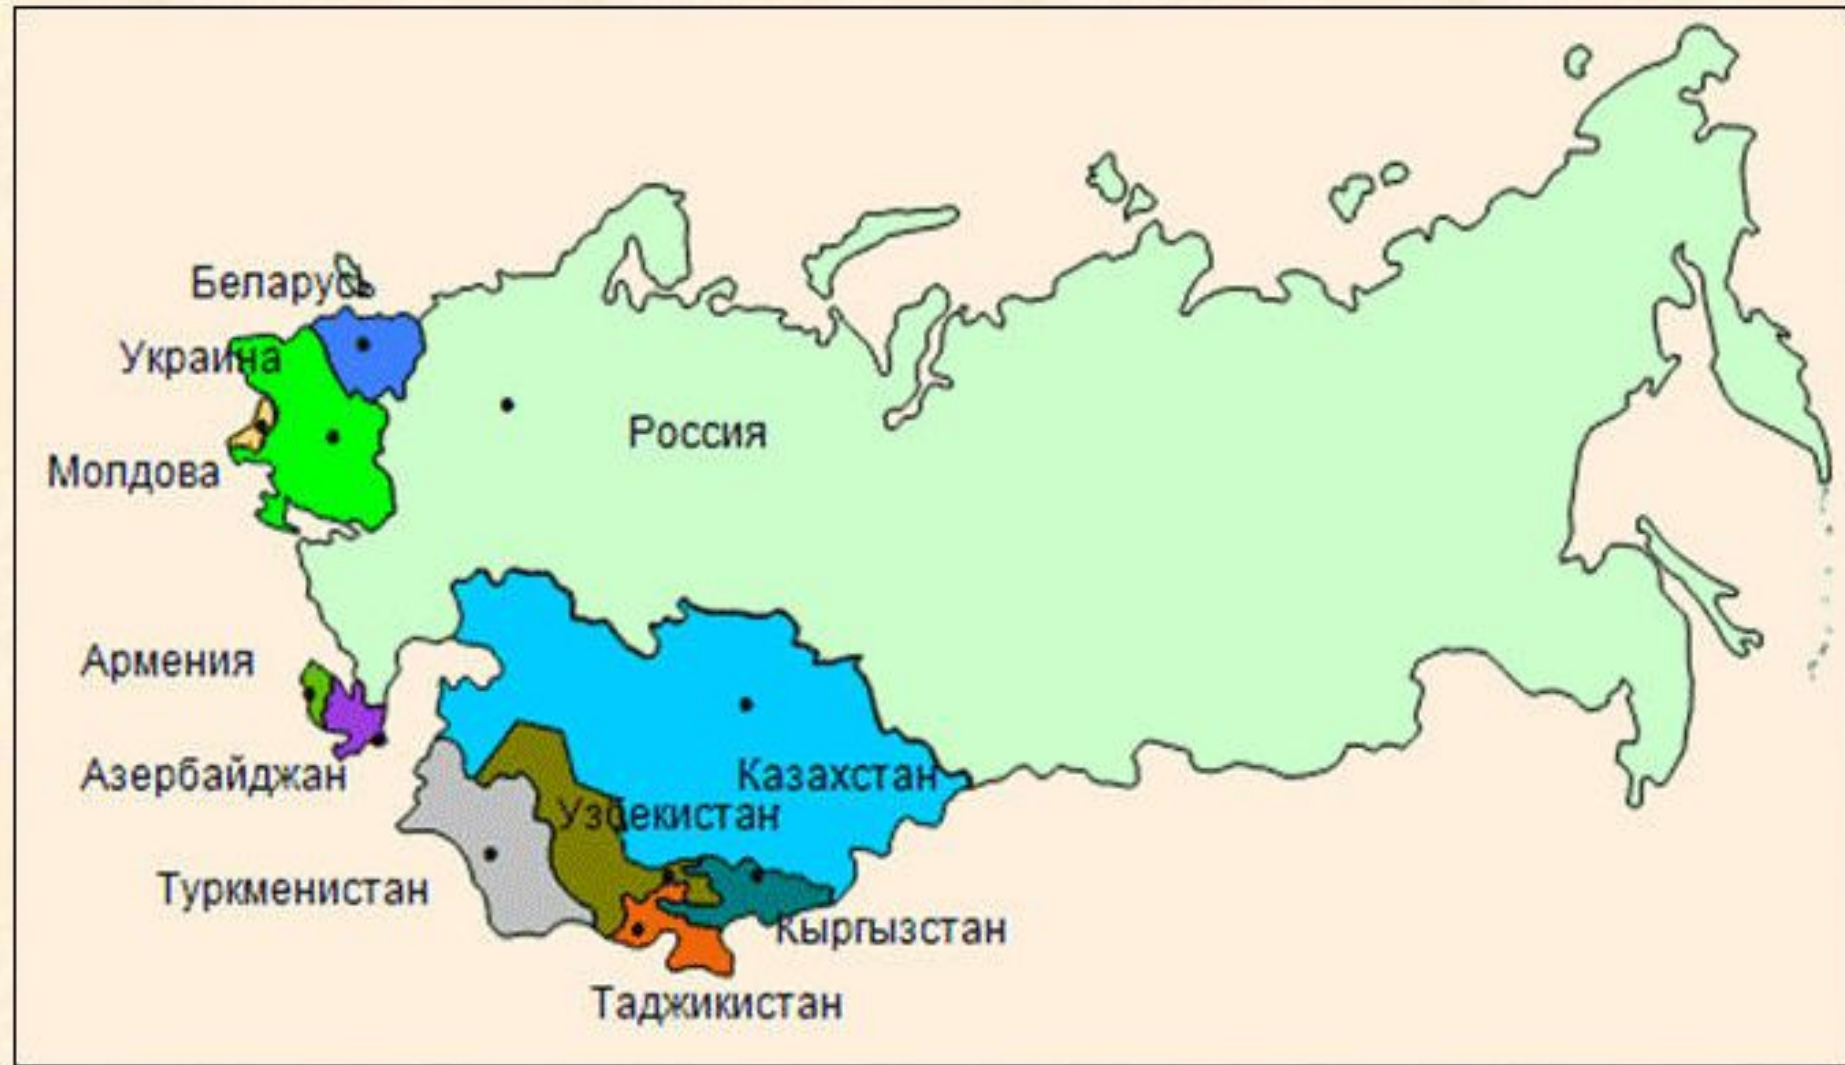 Беларусь
Украина
Россия
Молдова
Армения
Азербайджан
Казахстан
Узбекистан
Туркменистан
Кыргызстан
Таджикистан